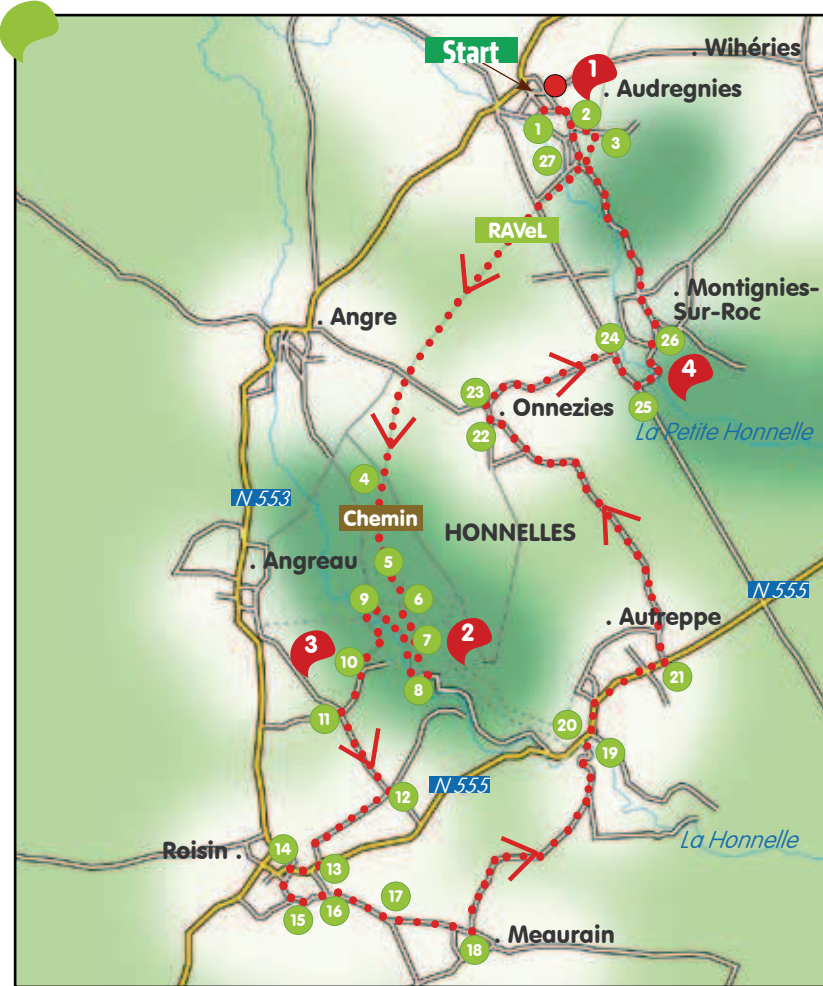 Start
. Wihéries
1
. Audregnies
1
2
3
27
RAVeL
. Montignies-
Sur-Roc
. Angre
24
26
4
23
. Onnezies
25
22
La Petite Honnelle
4
N 553
Chemin
HONNELLES
5
. Angreau
N 555
9
6
. Autreppe
3
7
2
10
21
8
11
20
19
N 555
12
Roisin .
14
13
La Honnelle
17
15
16
. Meaurain
18